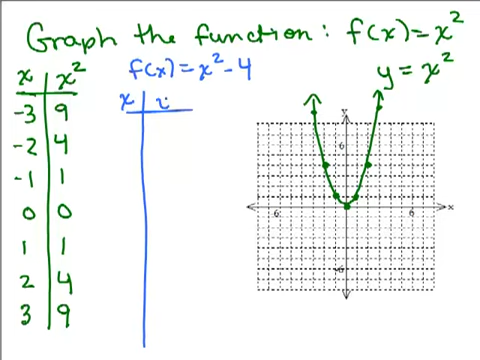 Graph the function: f(x) = x²
f(x) = x² - 4
y = x²
x x²
-3 9
-2 4
-1 1
0 0
1 1
2 4
3 9
x
y
6
6
6
-6
x